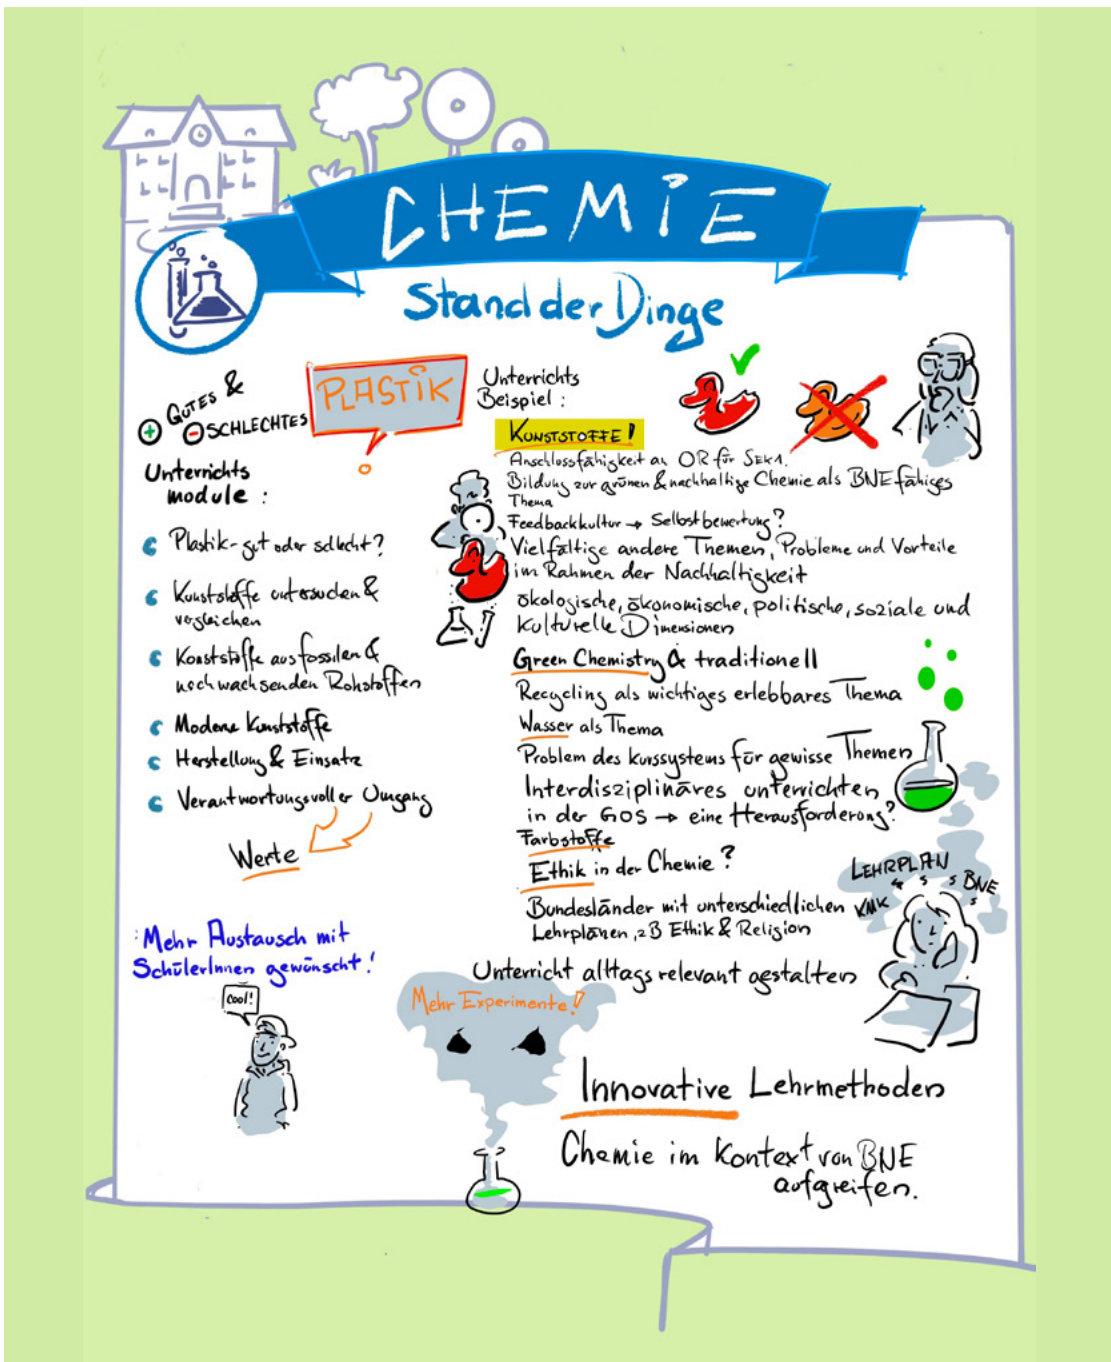 CHEMIE
Stand der Dinge
GUTES &
SCHLECHTES
PLASTIK
Unterrichts
module :
Plastik - gut oder schlecht?
Kunststoffe untersuchen &
vergleichen
Kunststoffe aus fossilen &
nachwachsenden Rohstoffen
Moderne Kunststoffe
Herstellung & Einsatz
Verantwortungsvoller Umgang
Werte
Mehr Austausch mit
SchülerInnen gewünscht!
Cool!
Unterrichts
Beispiel :
KUNSTSTOFFE!
Anschlussfähigkeit an OR für SEK1.
Bildung zur grünen & nachhaltige Chemie als BNE fähiges
Thema
Feedbackkultur → Selbstbewertung?
Vielfältige andere Themen, Probleme und Vorteile
im Rahmen der Nachhaltigkeit
ökologische, ökonomische, politische, soziale und
kulturelle Dimensionen
Green Chemistry & traditionell
Recycling als wichtiges erlebbares Thema
Wasser als Thema
Problem des Kurssystems für gewisse Themen
Interdisziplinäres unterrichten
in der GOS → eine Herausforderung?
Farbstoffe
Ethik in der Chemie?
Bundesländer mit unterschiedlichen
Lehrplänen, zB Ethik & Religion
LEHRPLAN
BNE
KMK
Unterricht alltags relevant gestalten
Mehr Experimente!
Innovative Lehrmethoden
Chemie im Kontext von BNE
aufgreifen.